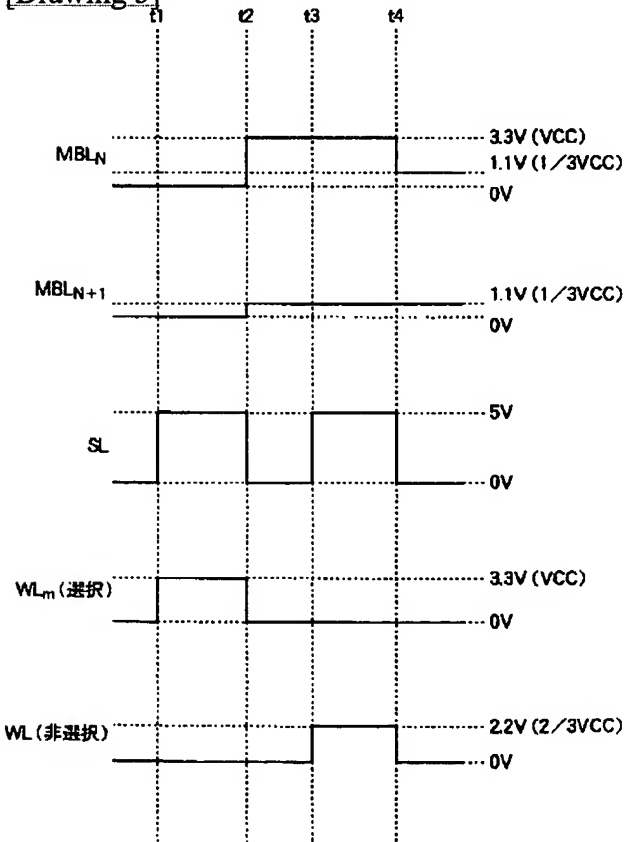 [Drawing 5]
t1 t2 t3 t4
MBLN
3.3V (VCC)
1.1V (1/3VCC)
0V
MBLN+1
1.1V (1/3VCC)
0V
SL
5V
0V
WLm (選択)
3.3V (VCC)
0V
WL (非選択)
2.2V (2/3VCC)
0V